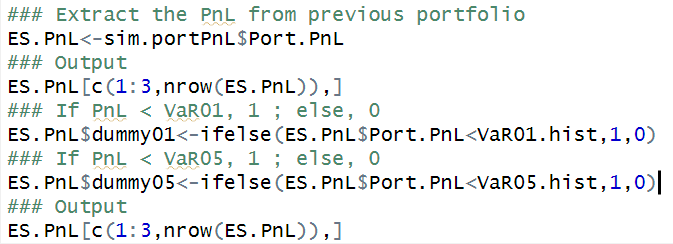 ### Extract the PnL from previous portfolio
ES.PnL<-sim.portPnL$Port.PnL
### Output
ES.PnL[c(1:3,nrow(ES.PnL)),]
### If PnL < VaR01, 1 ; else, 0
ES.PnL$dummy01<-ifelse(ES.PnL$Port.PnL<VaR01.hist,1,0)
### If PnL < VaR05, 1 ; else, 0
ES.PnL$dummy05<-ifelse(ES.PnL$Port.PnL<VaR05.hist,1,0)
### Output
ES.PnL[c(1:3,nrow(ES.PnL)),]